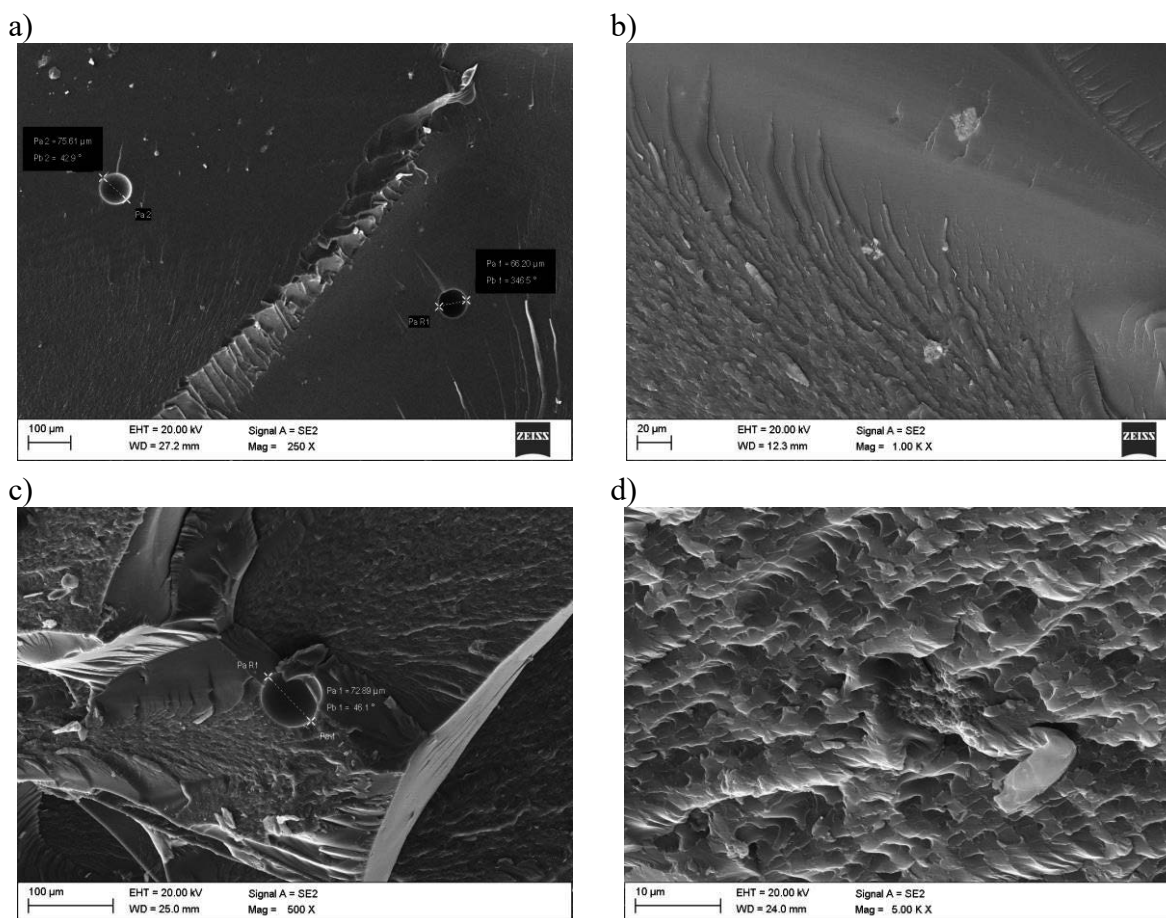 a)
Pa 2 = 75.61 µm
Pb 2 = 42.9 °
Pa 2
Pa 1 = 66.20 µm
Pb 1 = 346.5 °
Pa R1
100 µm
EHT = 20.00 kV
WD = 27.2 mm
Signal A = SE2
Mag = 250 X
ZEISS
b)
20 µm
EHT = 20.00 kV
WD = 12.3 mm
Signal A = SE2
Mag = 1.00 K X
ZEISS
c)
Pa R1
Pa 1 = 72.89 µm
Pb 1 = 46.1 °
100 µm
EHT = 20.00 kV
WD = 25.0 mm
Signal A = SE2
Mag = 500 X
d)
10 µm
EHT = 20.00 kV
WD = 24.0 mm
Signal A = SE2
Mag = 5.00 K X